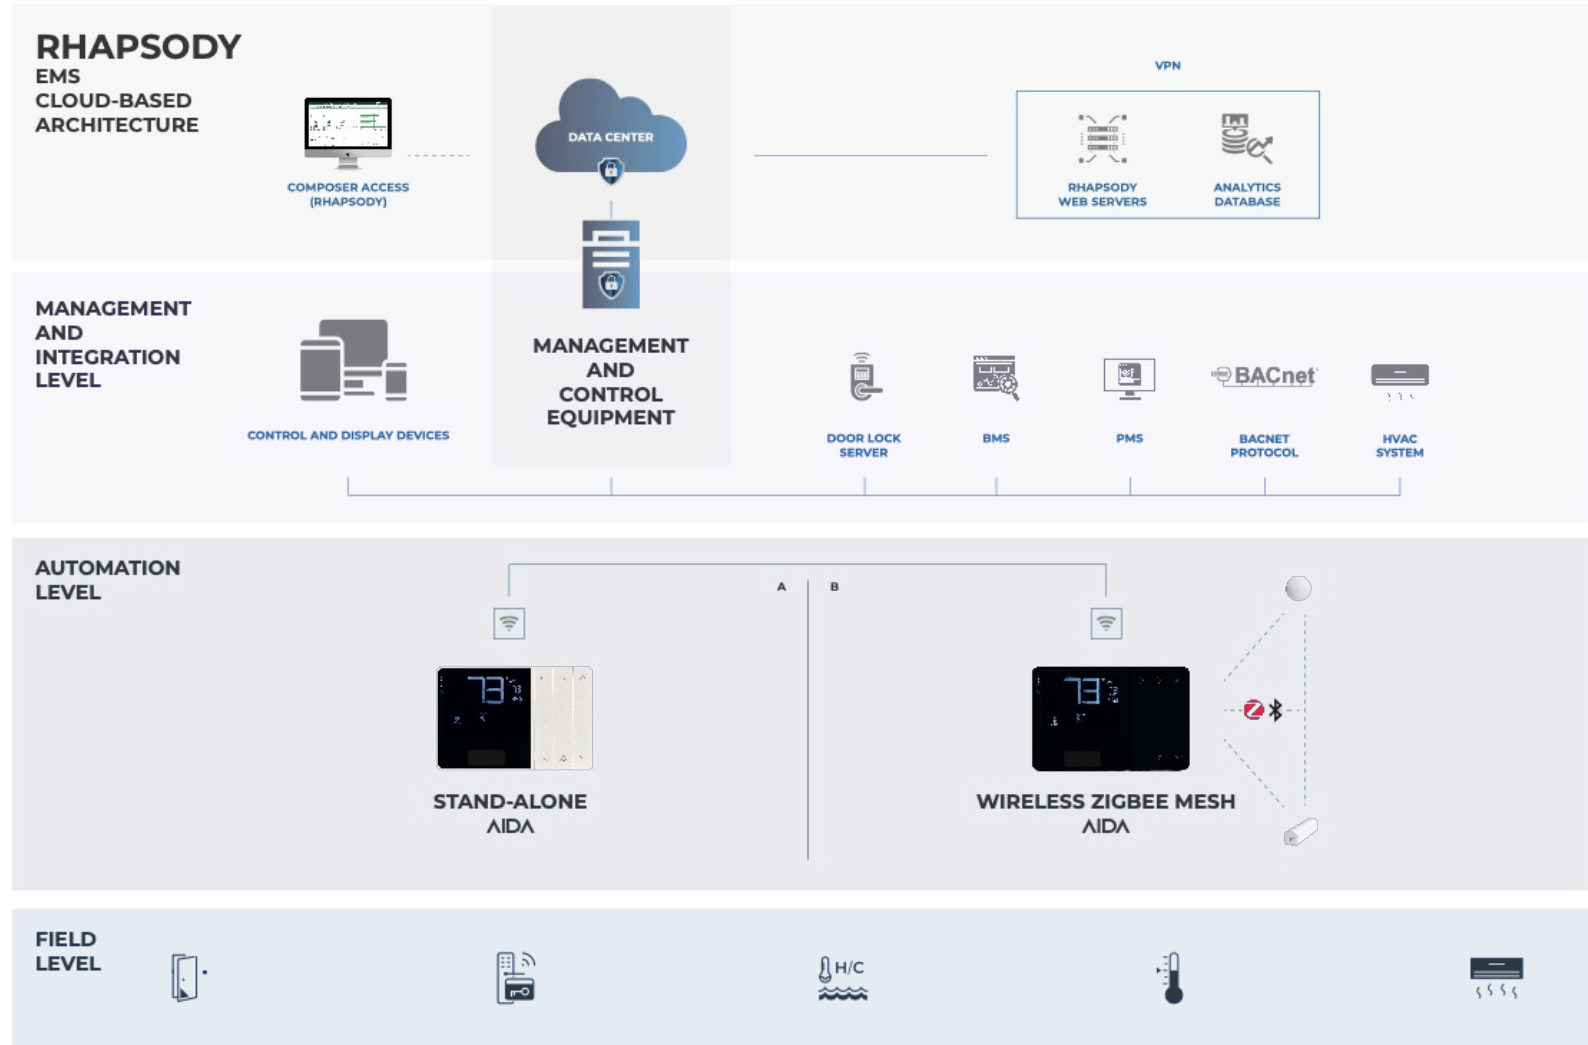 RHAPSODY
EMS
CLOUD-BASED
ARCHITECTURE
COMPOSER ACCESS
(RHAPSODY)
DATA CENTER
VPN
RHAPSODY
WEB SERVERS
ANALYTICS
DATABASE
MANAGEMENT
AND
INTEGRATION
LEVEL
CONTROL AND DISPLAY DEVICES
MANAGEMENT
AND
CONTROL
EQUIPMENT
DOOR LOCK
SERVER
BMS
PMS
BACnet
BACNET
PROTOCOL
HVAC
SYSTEM
AUTOMATION
LEVEL
A
B
73
STAND-ALONE
AIDA
73
WIRELESS ZIGBEE MESH
AIDA
FIELD
LEVEL
H/C